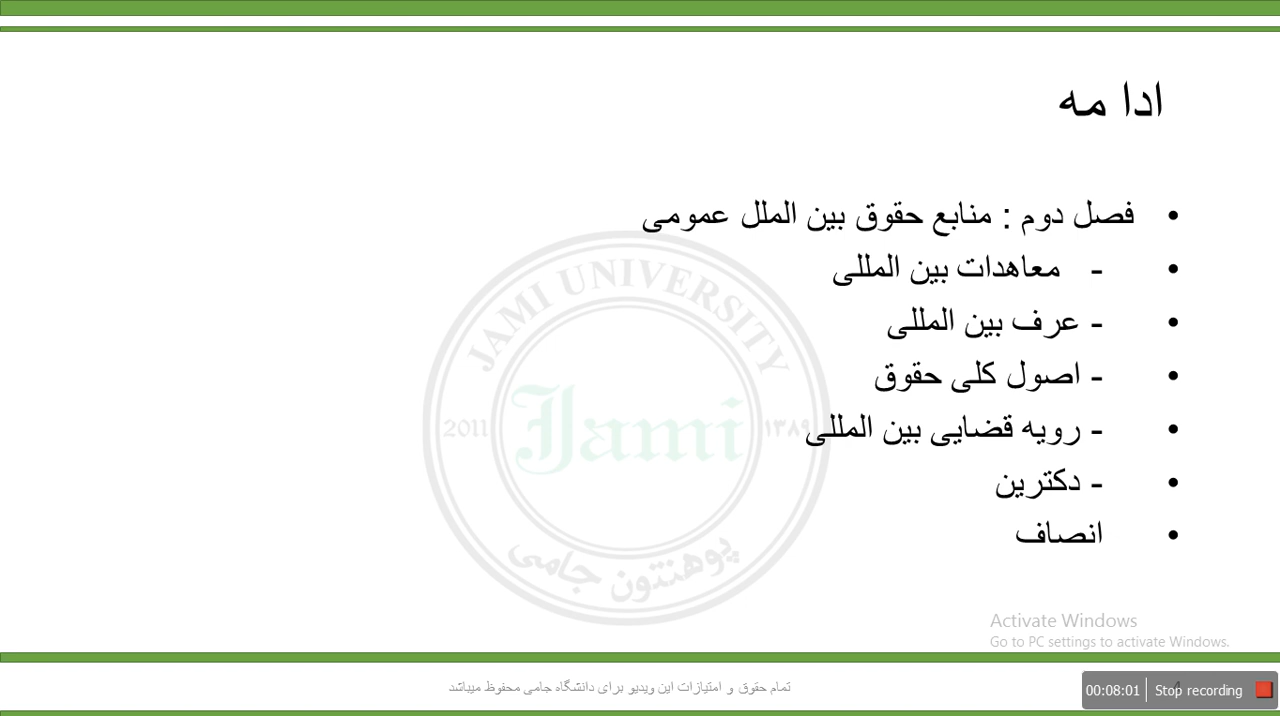 ادا مه
• فصل دوم : منابع حقوق بین الملل عمومی
• - معاهدات بین المللی
• - عرف بین المللی
• - اصول کلی حقوق
• - رویه قضایی بین المللی
• - دکترین
• انصاف
JAMI UNIVERSITY
2011 Jami ۱۳۸۹
پوهنتون جامی
Activate Windows
Go to PC settings to activate Windows.
تمام حقوق و امتیازات این ویدیو برای دانشگاه جامی محفوظ میباشد
4
00:08:01 Stop recording